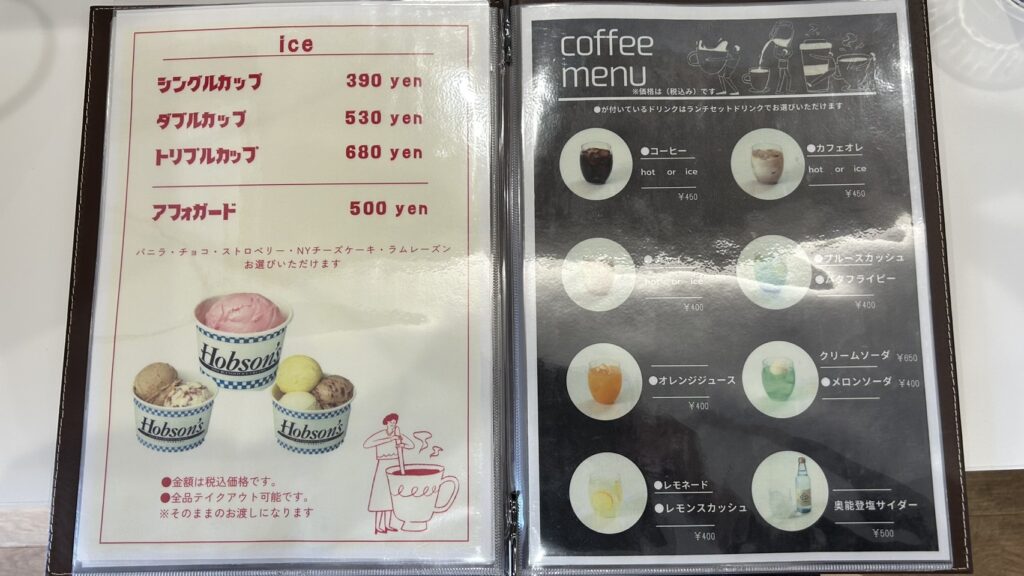 ice
シングルカップ 390 yen
ダブルカップ 530 yen
トリプルカップ 680 yen
アフォガード 500 yen
バニラ・チョコ・ストロベリー・NYチーズケーキ・ラムレーズン
お選びいただけます
Hobson's
Hobson's
Hobson's
●金額は税込価格です。
●全品テイクアウト可能です。
※そのままのお渡しになります
coffee
menu
※価格は（税込み）です
●が付いているドリンクはランチセットドリンクでお選びいただけます
●コーヒー
hot or ice
¥450
●カフェオレ
hot or ice
¥450
hot or ice
¥400
●ブルースカッシュ
●バタフライピー
¥400
●オレンジジュース
¥400
クリームソーダ ¥650
●メロンソーダ ¥400
●レモネード
●レモンスカッシュ
¥400
奥能登塩サイダー
¥500